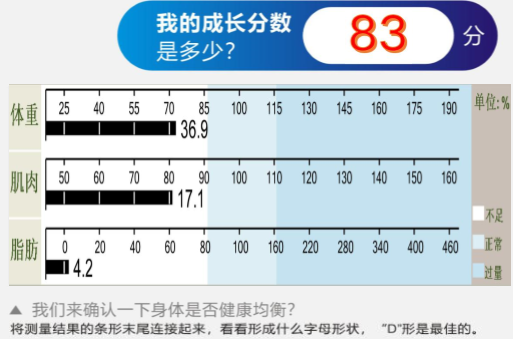 我的成长分数
是多少?
83 分
体重 25 40 55 70 85 100 115 130 145 160 175 190 单位:%
36.9
肌肉 50 60 70 80 90 100 110 120 130 140 150 160
17.1
脂肪 0 20 40 60 80 100 160 220 280 340 400 460
4.2
不足
正常
过量
▲ 我们来确认一下身体是否健康均衡?
将测量结果的条形末尾连接起来，看看形成什么字母形状， “D”形是最佳的。